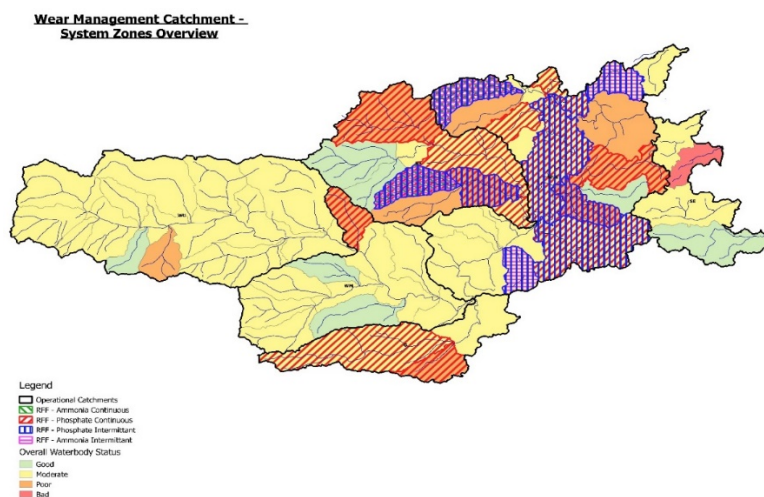 Wear Management Catchment -
System Zones Overview
Legend
Operational Catchments
RFF - Ammonia Continuous
RFF - Phosphate Continuous
RFF - Phosphate Intermittant
RFF - Ammonia Intermittant
Overall Waterbody Status
Good
Moderate
Poor
Bad